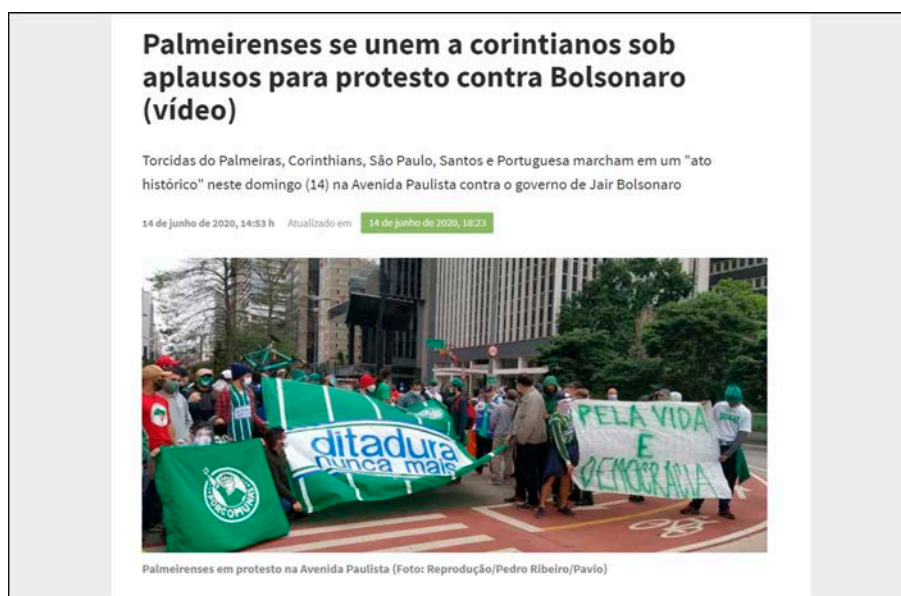 Palmeirenses se unem a corintianos sob
aplausos para protesto contra Bolsonaro
(vídeo)
Torcidas do Palmeiras, Corinthians, São Paulo, Santos e Portuguesa marcham em um "ato
histórico" neste domingo (14) na Avenida Paulista contra o governo de Jair Bolsonaro
14 de junho de 2020, 14:53 h Atualizado em 14 de junho de 2020, 18:23
ditadura
nunca mais
PELA VIDA
E
DEMOCRACIA
PORCOMUNAS
Palmeirenses em protesto na Avenida Paulista (Foto: Reprodução/Pedro Ribeiro/Pavio)